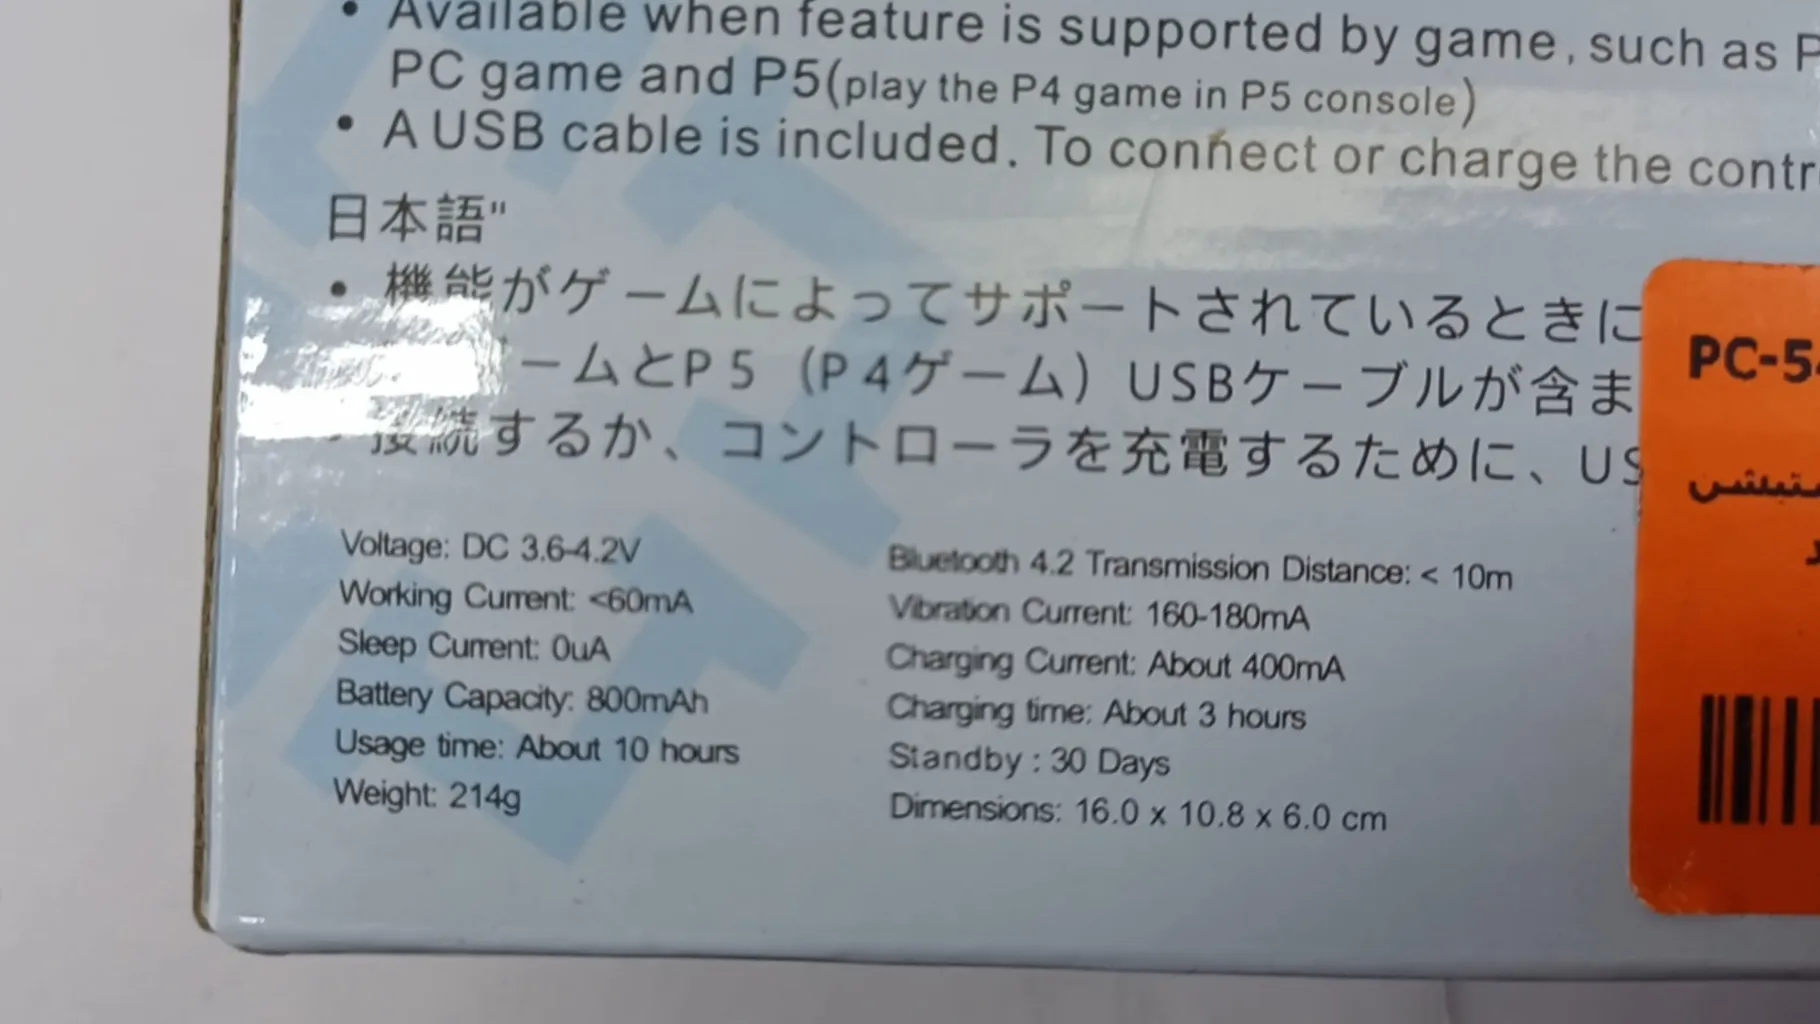 • Available when feature is supported by game, such as P
PC game and P5(play the P4 game in P5 console)
• A USB cable is included. To connect or charge the contr
日本語"
• 機能がゲームによってサポートされているときに
ームとP5（P4ゲーム）USBケーブルが含ま
接続するか、コントローラを充電するために、US
PC-5
Voltage: DC 3.6-4.2V
Working Current: <60mA
Sleep Current: 0uA
Battery Capacity: 800mAh
Usage time: About 10 hours
Weight: 214g
Bluetooth 4.2 Transmission Distance: < 10m
Vibration Current: 160-180mA
Charging Current: About 400mA
Charging time: About 3 hours
Standby : 30 Days
Dimensions: 16.0 x 10.8 x 6.0 cm